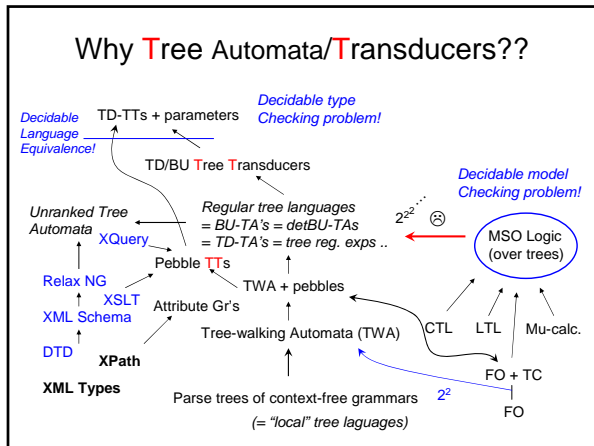 Why Tree Automata/Transducers??
Decidable
Language
Equivalence!
TD-TTs + parameters
Decidable type
Checking problem!
TD/BU Tree Transducers
Decidable model
Checking problem!
Unranked Tree
Automata
Regular tree languages
= BU-TA's = detBU-TAs
= TD-TA's = tree reg. exps ..
2^2^2 ... ☹
MSO Logic
(over trees)
XQuery
Pebble TTs
Relax NG
XSLT
TWA + pebbles
XML Schema
Attribute Gr's
CTL
LTL
Mu-calc.
Tree-walking Automata (TWA)
DTD
XPath
FO + TC
XML Types
Parse trees of context-free grammars
2^2
FO
(= "local" tree laguages)